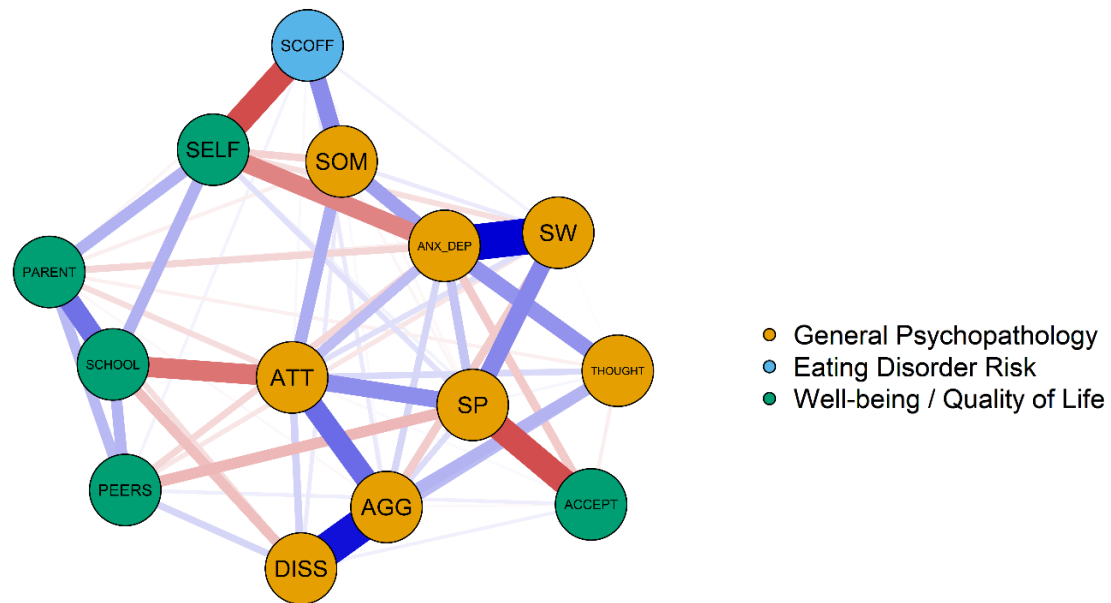 SCOFF
SELF
SOM
ANX_DEP
SW
PARENT
SCHOOL
ATT
SP
THOUGHT
PEERS
AGG
ACCEPT
DISS
General Psychopathology
Eating Disorder Risk
Well-being / Quality of Life